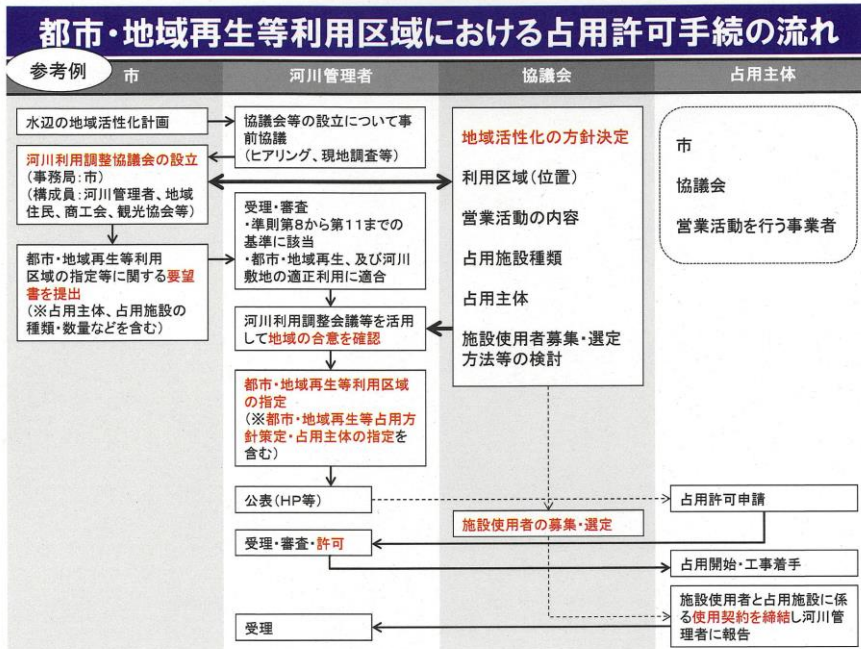 都市・地域再生等利用区域における占用許可手続の流れ
参考例
市
河川管理者
協議会
占用主体
水辺の地域活性化計画
河川利用調整協議会の設立
(事務局:市)
(構成員:河川管理者、地域
住民、商工会、観光協会等)
都市・地域再生等利用
区域の指定等に関する要望
書を提出
(※占用主体、占用施設の
種類・数量などを含む)
協議会等の設立について事
前協議
(ヒアリング、現地調査等)
受理・審査
・準則第8から第11までの
基準に該当
・都市・地域再生、及び河川
敷地の適正利用に適合
河川利用調整会議等を活用
して地域の合意を確認
都市・地域再生等利用区域
の指定
(※都市・地域再生等占用方
針策定・占用主体の指定を
含む)
公表(HP等)
受理・審査・許可
受理
地域活性化の方針決定
利用区域(位置)
営業活動の内容
占用施設種類
占用主体
施設使用者募集・選定
方法等の検討
施設使用者の募集・選定
市
協議会
営業活動を行う事業者
占用許可申請
占用開始・工事着手
施設使用者と占用施設に係
る使用契約を締結し河川管
理者に報告